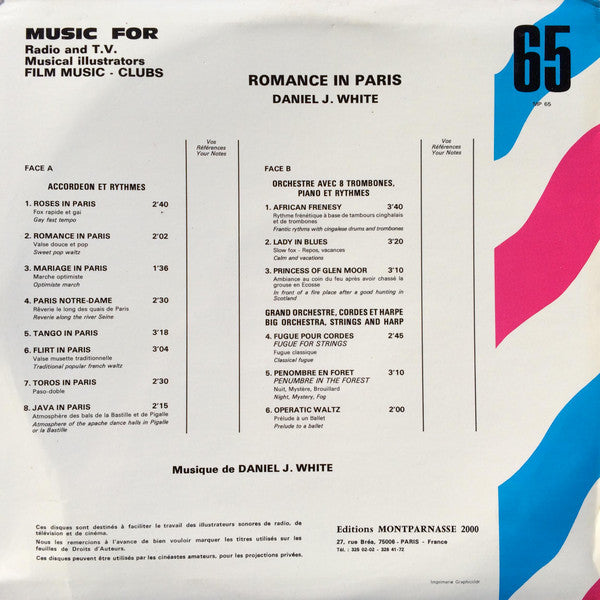 MUSIC FOR
Radio and T.V.
Musical illustrators
FILM MUSIC - CLUBS
65
MP 65
ROMANCE IN PARIS
DANIEL J. WHITE
Vos
Références
Your Notes
FACE A
ACCORDEON ET RYTHMES
1. ROSES IN PARIS 2'40
Fox rapide et gai
Gay fast tempo
2. ROMANCE IN PARIS 2'02
Valse douce et pop
Sweet pop waltz
3. MARIAGE IN PARIS 1'36
Marche optimiste
Optimiste march
4. PARIS NOTRE-DAME 2'30
Rêverie le long des quais de Paris
Reverie along the river Seine
5. TANGO IN PARIS 3'18
6. FLIRT IN PARIS 3'04
Valse musette traditionnelle
Traditional popular french waltz
7. TOROS IN PARIS 2'30
Paso-doble
8. JAVA IN PARIS 2'15
Atmosphère des bals de la Bastille et de Pigalle
Atmosphere of the apache dance halls in Pigalle
or la Bastille
Vos
Références
Your Notes
FACE B
ORCHESTRE AVEC 8 TROMBONES,
PIANO ET RYTHMES
1. AFRICAN FRENESY 3'40
Rythme frénétique à base de tambours cinghalais
et de trombones
Frantic rythms with cingalese drums and trombones
2. LADY IN BLUES 3'20
Slow fox - Repos, vacances
Calm and vacations
3. PRINCESS OF GLEN MOOR 3'10
Ambiance au coin du feu après avoir chassé la
grouse en Ecosse
In front of a fire place after a good hunting in
Scotland
GRAND ORCHESTRE, CORDES ET HARPE
BIG ORCHESTRA, STRINGS AND HARP
4. FUGUE POUR CORDES 2'45
FUGUE FOR STRINGS
Fugue classique
Classical fugue
5. PENOMBRE EN FORET 3'10
PENUMBRE IN THE FOREST
Nuit, Mystère, Brouillard
Night, Mystery, Fog
6. OPERATIC WALTZ 2'00
Prélude à un Ballet
Prelude to a ballet
Musique de DANIEL J. WHITE
Ces disques sont destinés à faciliter le travail des illustrateurs sonores de radio, de
télévision et de cinéma.
Nous les remercions à l'avance de bien vouloir marquer les titres utilisés sur les
feuilles de Droits d'Auteurs.
Ces disques peuvent être utilisés par les cinéastes amateurs, pour les projections privées.
Editions MONTPARNASSE 2000
27, rue Bréa, 75006 - PARIS - France
Tél. : 325 02-02 - 326 41-72
Imprimerie Graphicolor